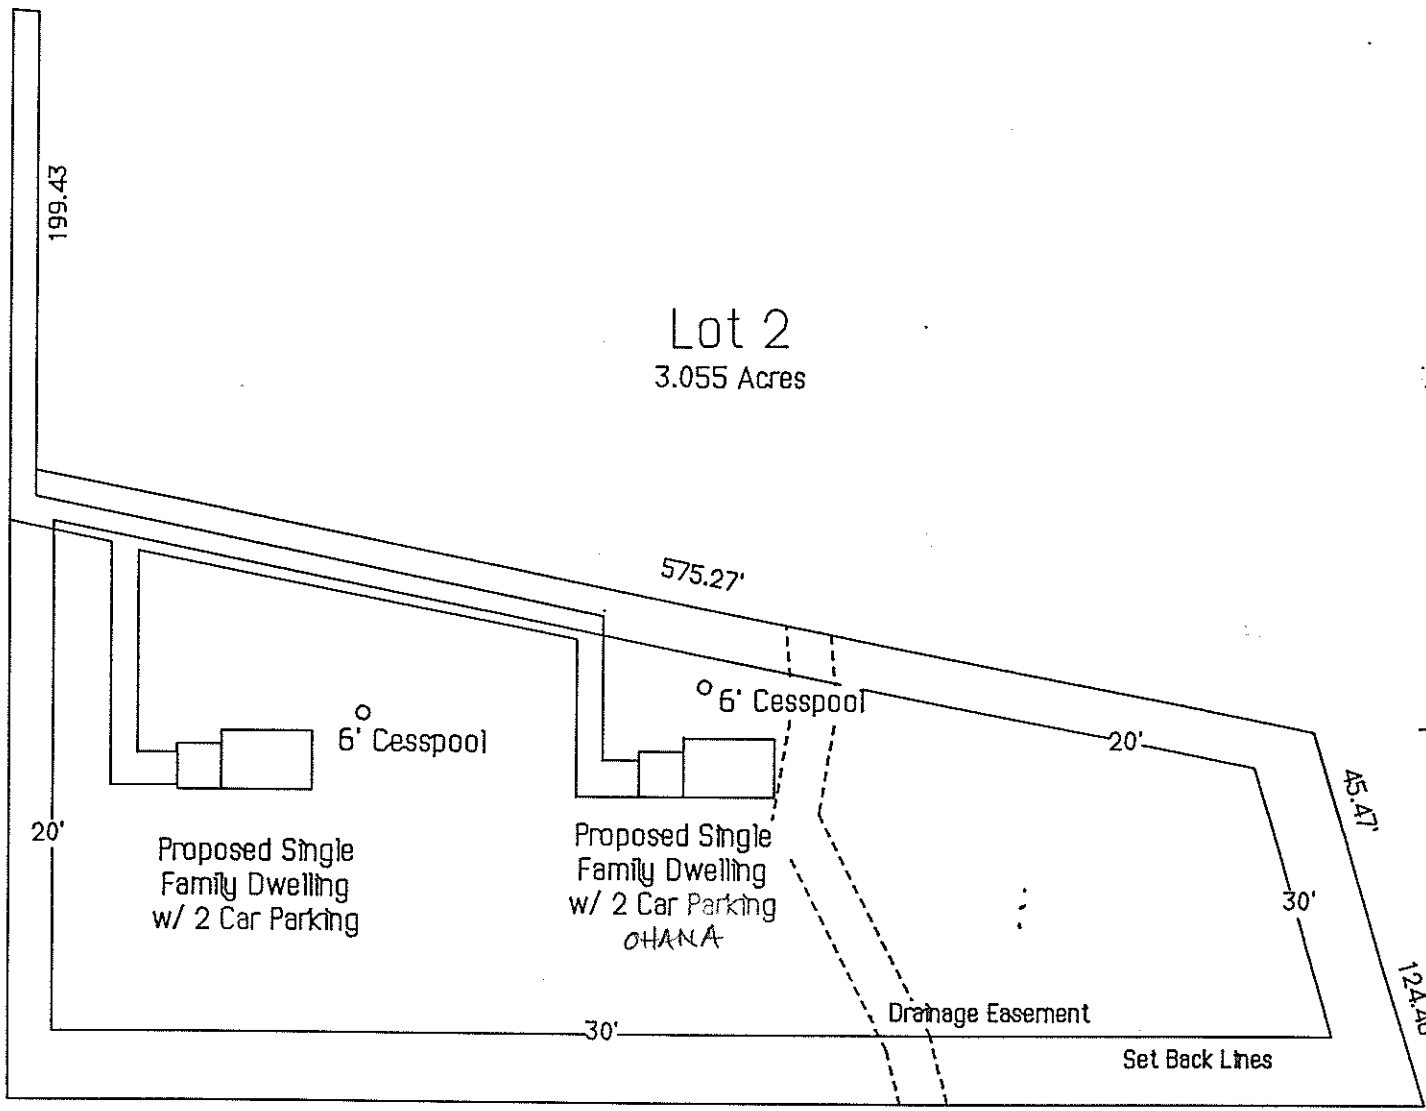 199.43
Lot 2
3.055 Acres
575.27'
6' Cesspool
6' Cesspool
20'
45.47'
20'
Proposed Single
Family Dwelling
w/ 2 Car Parking
Proposed Single
Family Dwelling
w/ 2 Car Parking
OHANA
30'
124.46
Drainage Easement
30'
Set Back Lines